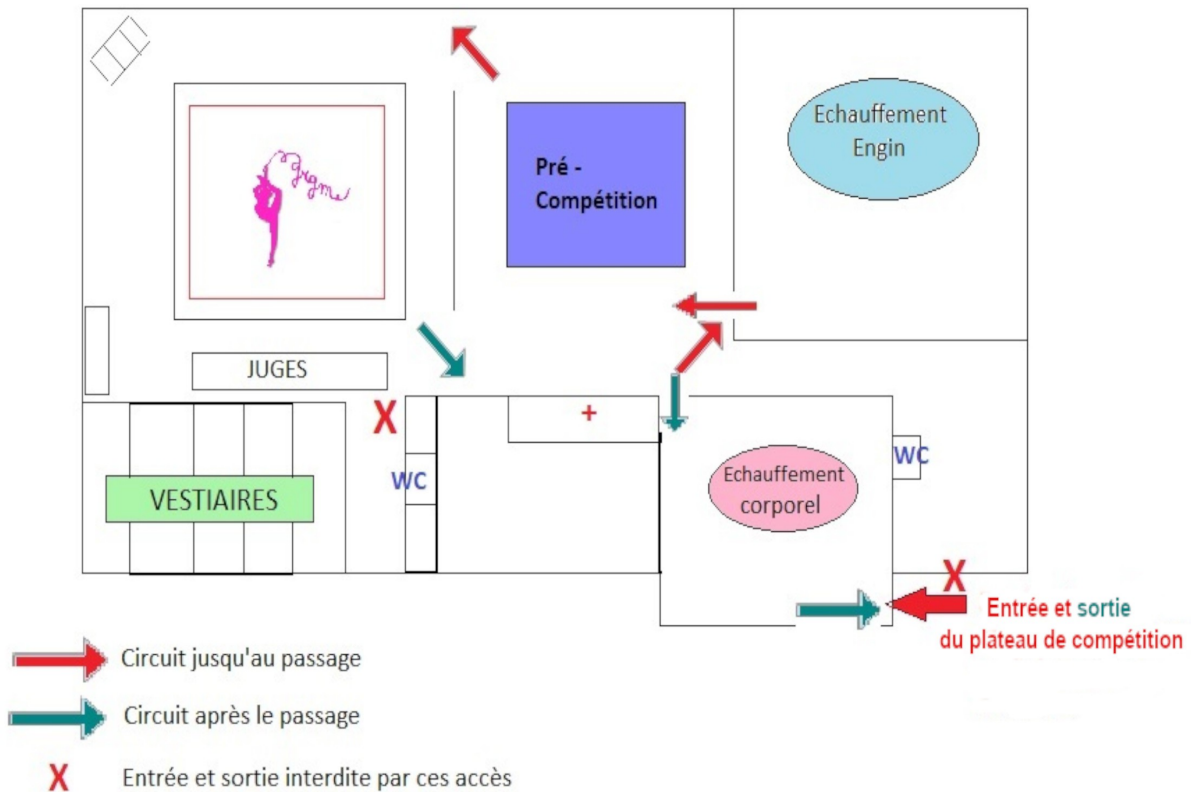 Echauffement
Engin
Pré -
Compétition
grgm
JUGES
X
+
WC
VESTIAIRES
Echauffement
corporel
WC
X
Entrée et sortie
du plateau de compétition
Circuit jusqu'au passage
Circuit après le passage
X Entrée et sortie interdite par ces accès